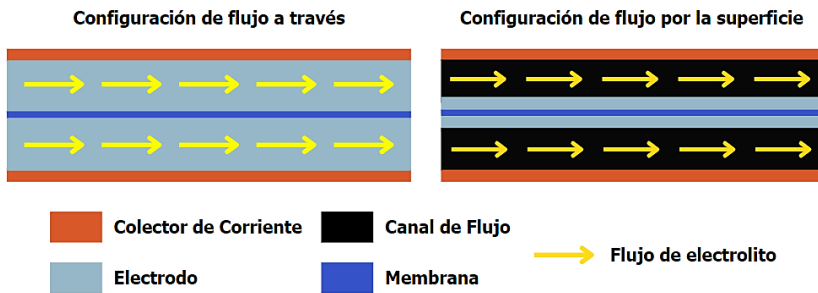 Configuración de flujo a través
Configuración de flujo por la superficie
Colector de Corriente
Canal de Flujo
Flujo de electrolito
Electrodo
Membrana